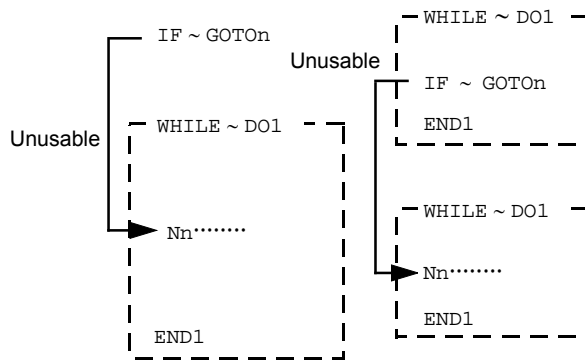 IF ~ GOTOn
Unusable
WHILE ~ DO1
Nn·········
END1
WHILE ~ DO1
Unusable
IF ~ GOTOn
END1
WHILE ~ DO1
Nn·········
END1